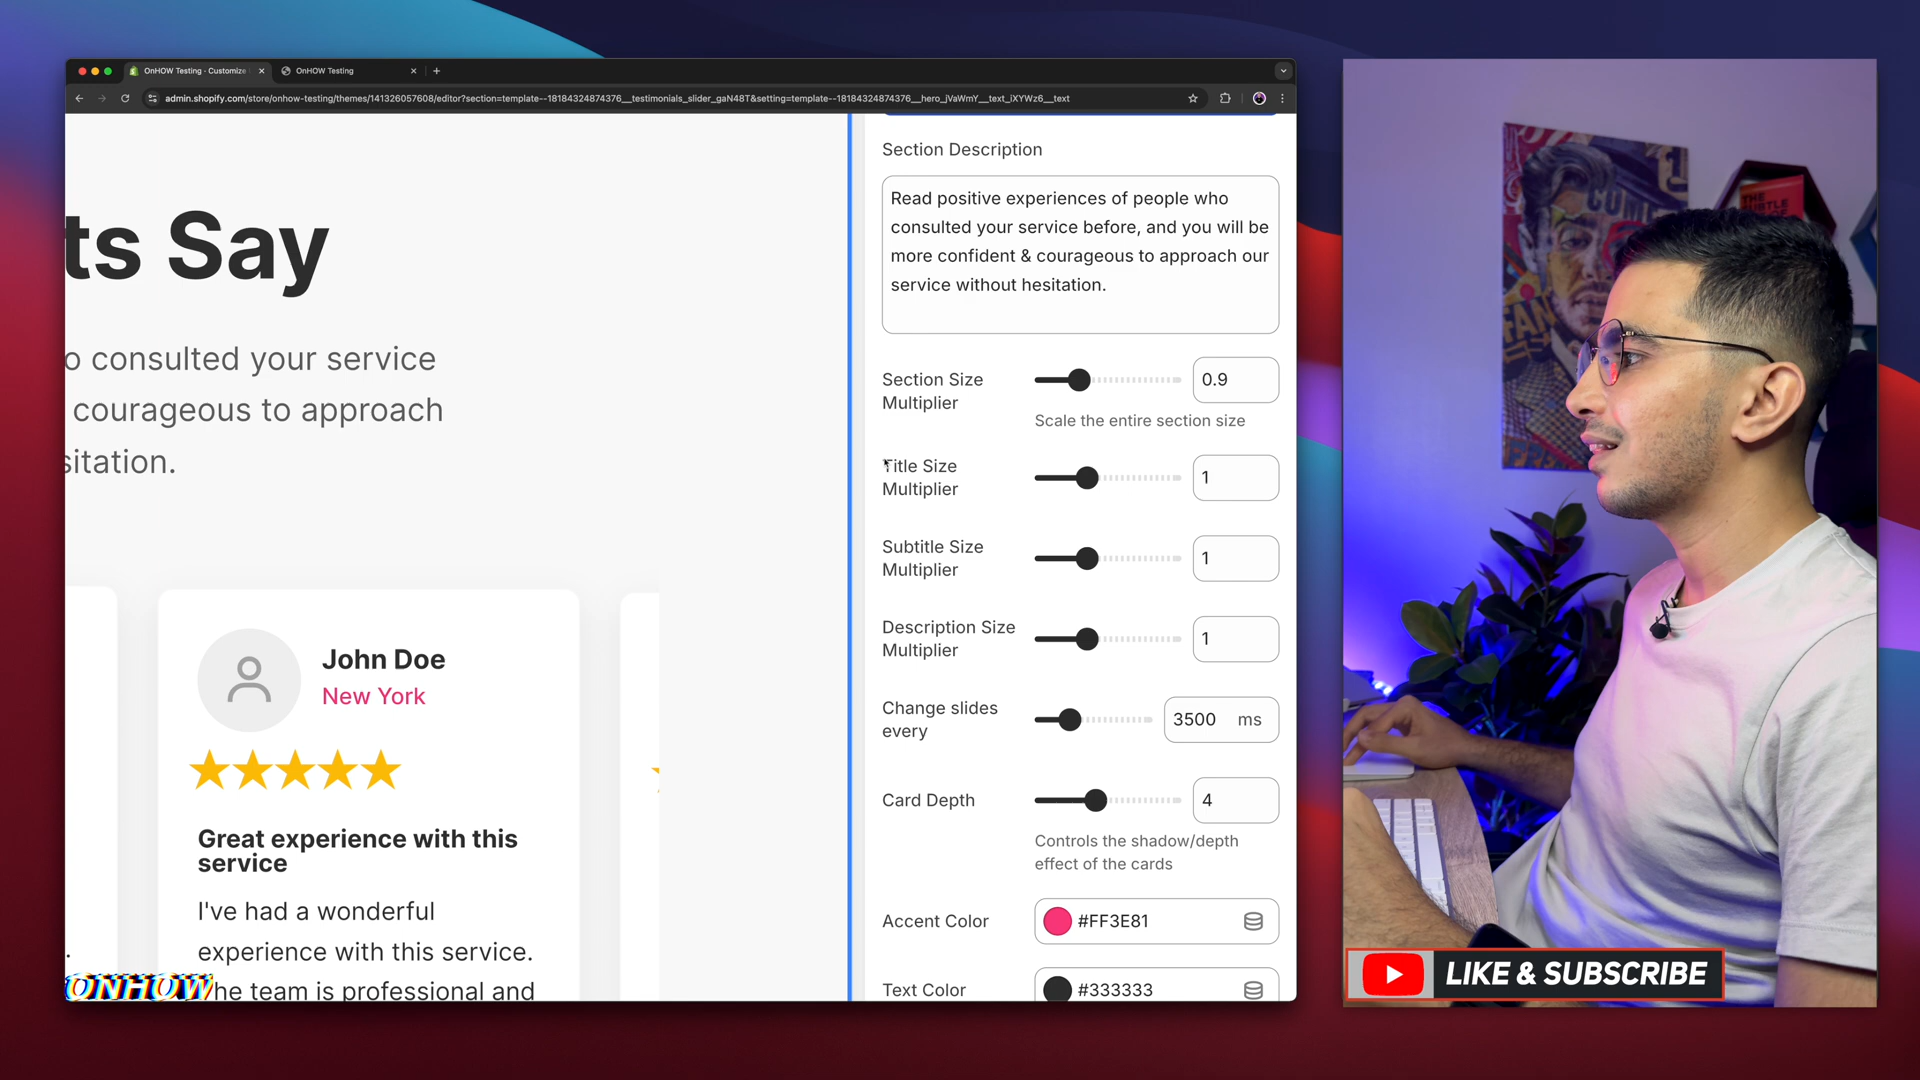 OnHOW Testing - Customize
OnHOW Testing
admin.shopify.com/store/onhow-testing/themes/141326057608/editor?section=template--18184324874376__testimonials_slider_gaN48T&setting=template--18184324874376__hero_jVaWmY__text_iXYWz6__text
ts Say
o consulted your service
courageous to approach
sitation.
John Doe
New York
Great experience with this
service
I've had a wonderful
experience with this service.
he team is professional and
ONHOW
Section Description
Read positive experiences of people who
consulted your service before, and you will be
more confident & courageous to approach our
service without hesitation.
Section Size
Multiplier
0.9
Scale the entire section size
Title Size
Multiplier
1
Subtitle Size
Multiplier
1
Description Size
Multiplier
1
Change slides
every
3500 ms
Card Depth
4
Controls the shadow/depth
effect of the cards
Accent Color
#FF3E81
Text Color
#333333
THE
SUBTLE
LIKE & SUBSCRIBE